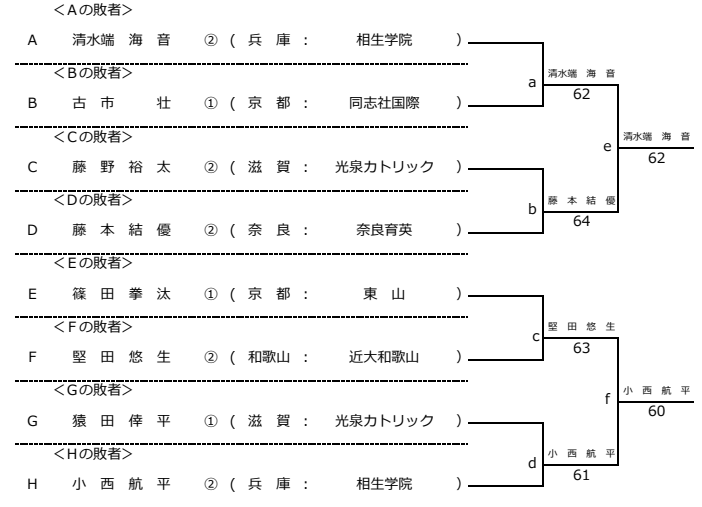 ＜Aの敗者＞
A 清水端 海 音 ② ( 兵 庫 ： 相生学院 )
＜Bの敗者＞
a 清水端 海 音
62
B 古 市 壮 ① ( 京 都 ： 同志社国際 )
＜Cの敗者＞
e 清水端 海 音
62
C 藤 野 裕 太 ② ( 滋 賀 ： 光泉カトリック )
＜Dの敗者＞
b 藤 本 結 優
64
D 藤 本 結 優 ② ( 奈 良 ： 奈良育英 )
＜Eの敗者＞
E 篠 田 拳 汰 ① ( 京 都 ： 東 山 )
＜Fの敗者＞
c 堅 田 悠 生
63
F 堅 田 悠 生 ② ( 和歌山 ： 近大和歌山 )
＜Gの敗者＞
f 小 西 航 平
60
G 猿 田 倖 平 ① ( 滋 賀 ： 光泉カトリック )
＜Hの敗者＞
d 小 西 航 平
61
H 小 西 航 平 ② ( 兵 庫 ： 相生学院 )